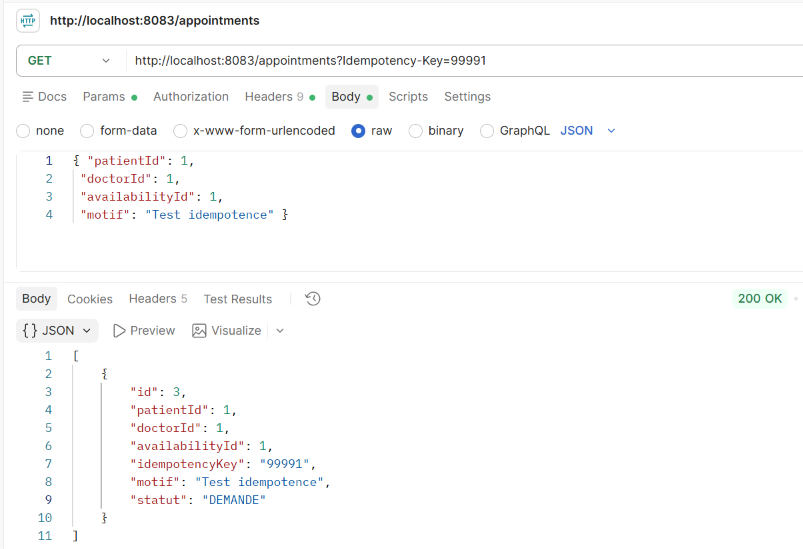 HTTP http://localhost:8083/appointments
GET http://localhost:8083/appointments?Idempotency-Key=99991
Docs Params Authorization Headers 9 Body Scripts Settings
none form-data x-www-form-urlencoded raw binary GraphQL JSON
1 { "patientId": 1,
2 "doctorId": 1,
3 "availabilityId": 1,
4 "motif": "Test idempotence" }
Body Cookies Headers 5 Test Results 200 OK
{} JSON Preview Visualize
1 [
2 {
3 "id": 3,
4 "patientId": 1,
5 "doctorId": 1,
6 "availabilityId": 1,
7 "idempotencyKey": "99991",
8 "motif": "Test idempotence",
9 "statut": "DEMANDE"
10 }
11 ]